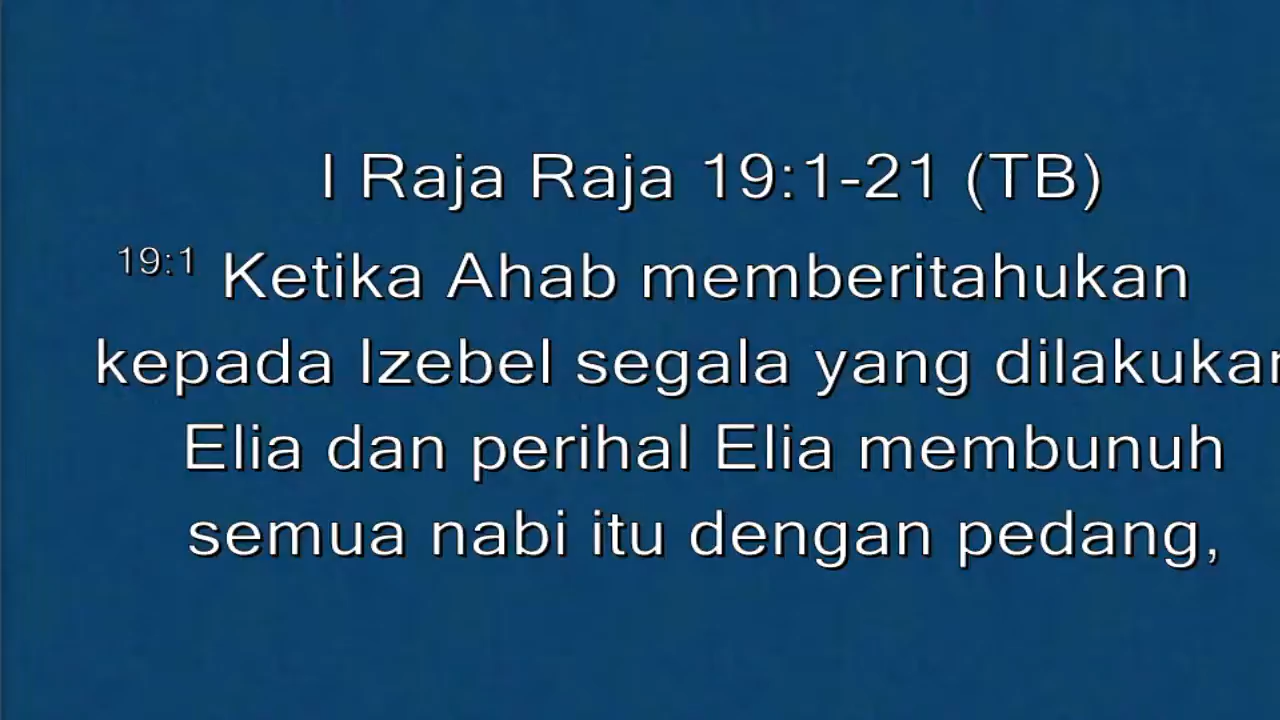 I Raja Raja 19:1-21 (TB)
19:1 Ketika Ahab memberitahukan
kepada Izebel segala yang dilakukan
Elia dan perihal Elia membunuh
semua nabi itu dengan pedang,